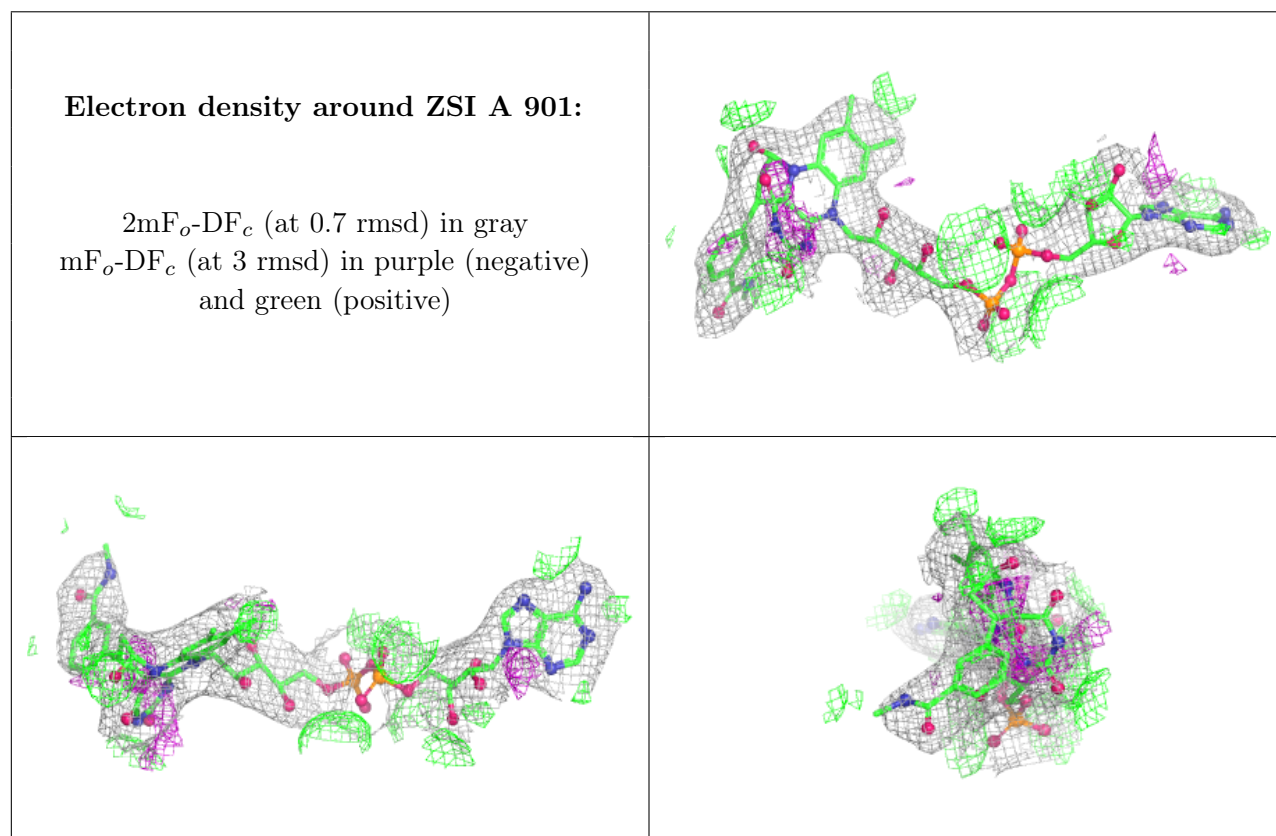 Electron density around ZSI A 901:
2mFo-DFc (at 0.7 rmsd) in gray
mFo-DFc (at 3 rmsd) in purple (negative)
and green (positive)